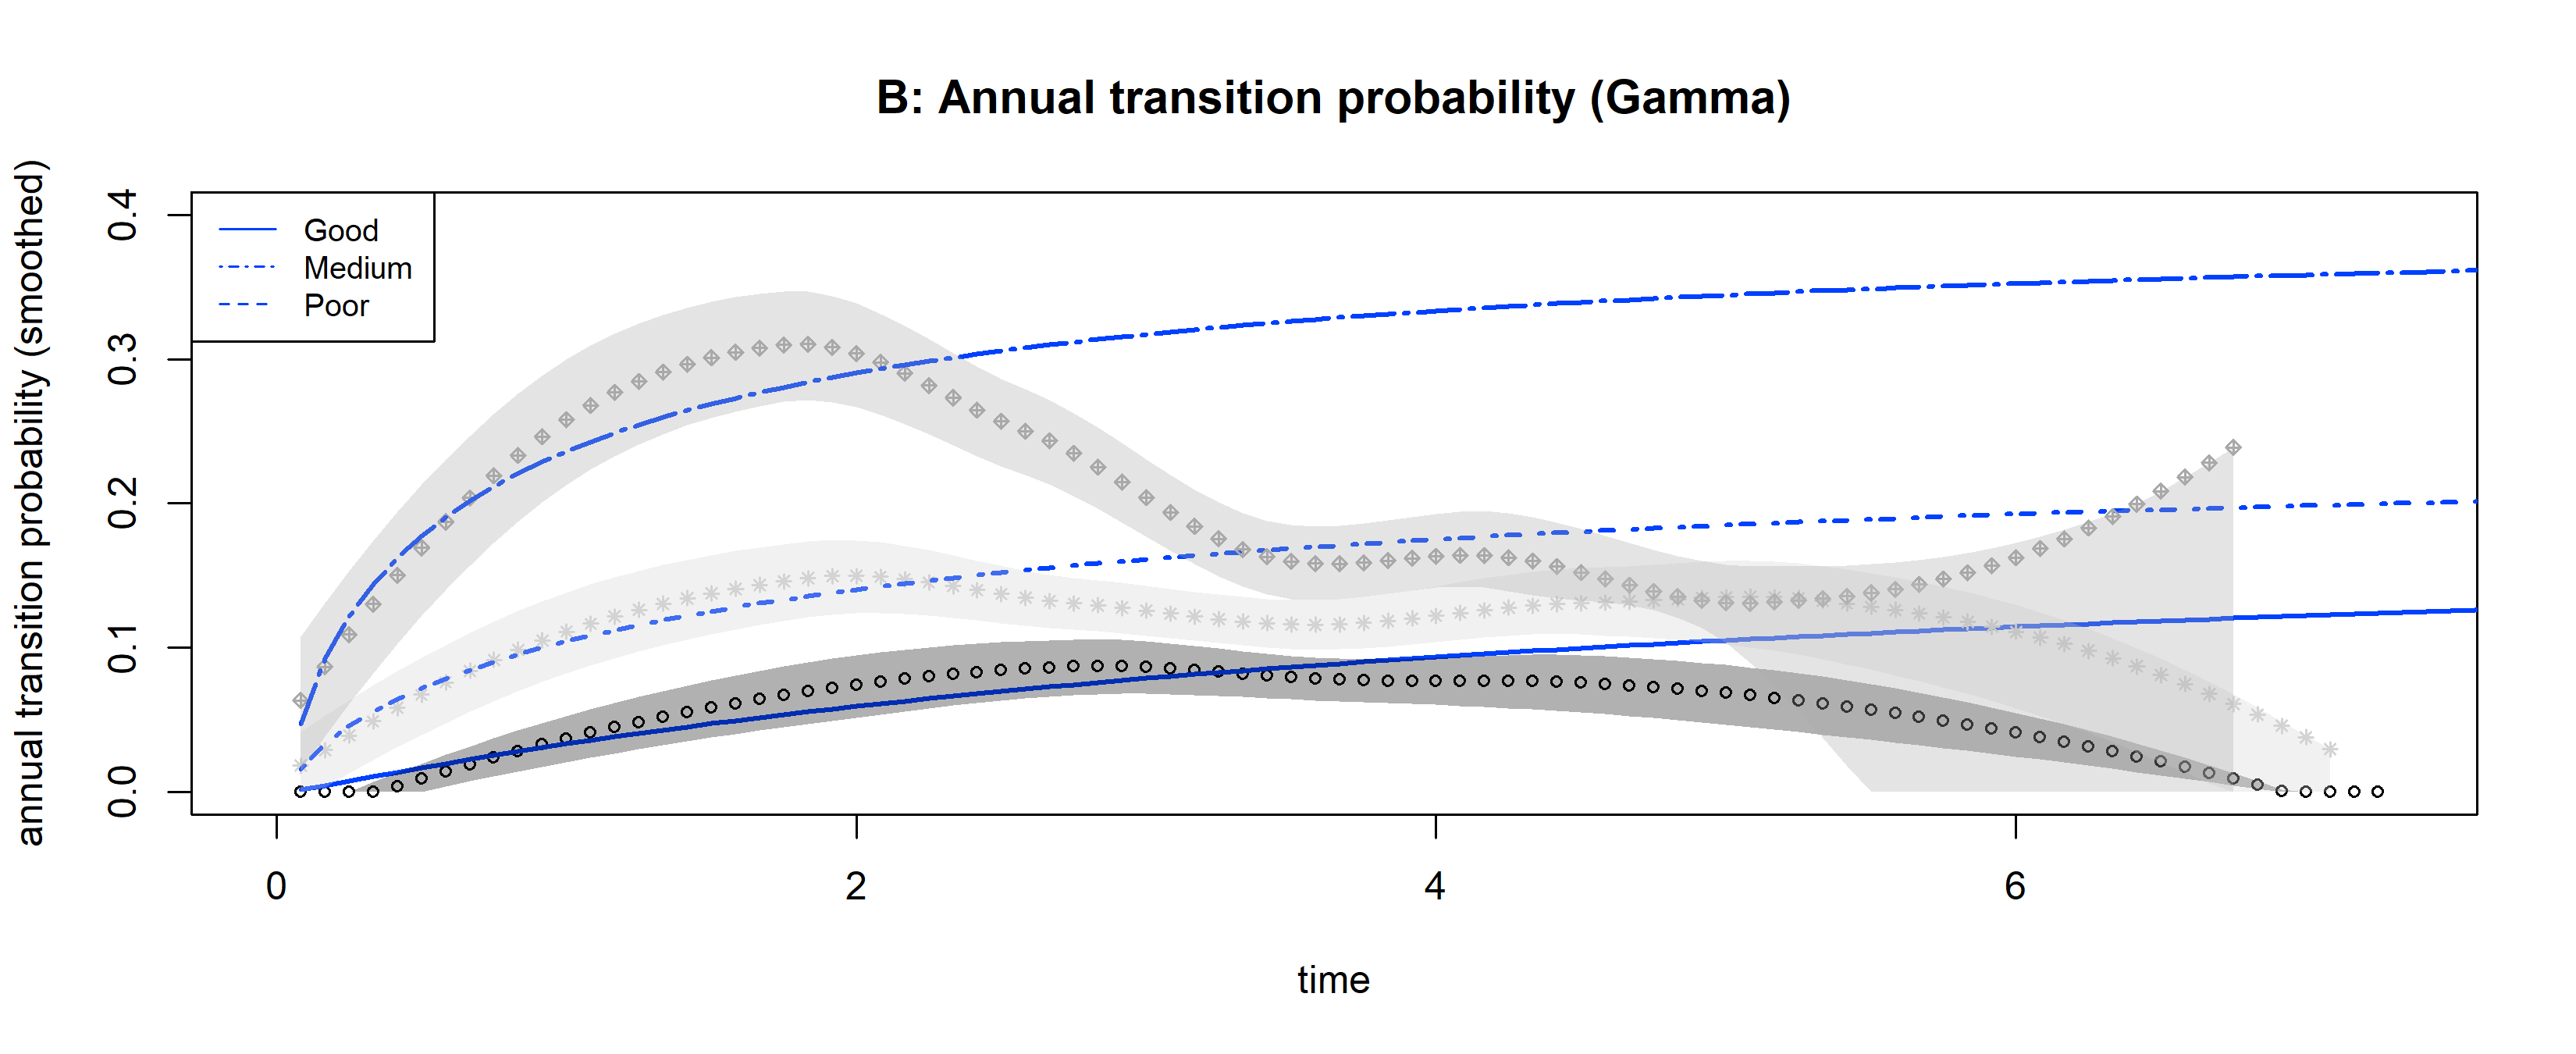 B: Annual transition probability (Gamma)
annual transition probability (smoothed)
0.4
0.3
0.2
0.1
0.0
Good
Medium
Poor
0 2 4 6
time